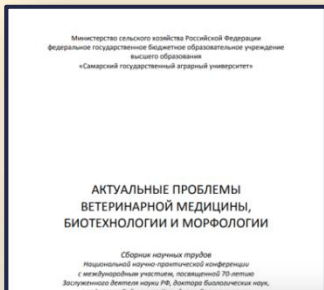 Министерство сельского хозяйства Российской Федерации
федеральное государственное бюджетное образовательное учреждение
высшего образования
«Самарский государственный аграрный университет»
АКТУАЛЬНЫЕ ПРОБЛЕМЫ
ВЕТЕРИНАРНОЙ МЕДИЦИНЫ,
БИОТЕХНОЛОГИИ И МОРФОЛОГИИ
Сборник научных трудов
Национальной научно-практической конференции
с международным участием, посвященной 70-летию
Заслуженного деятеля науки РФ, доктора биологических наук,